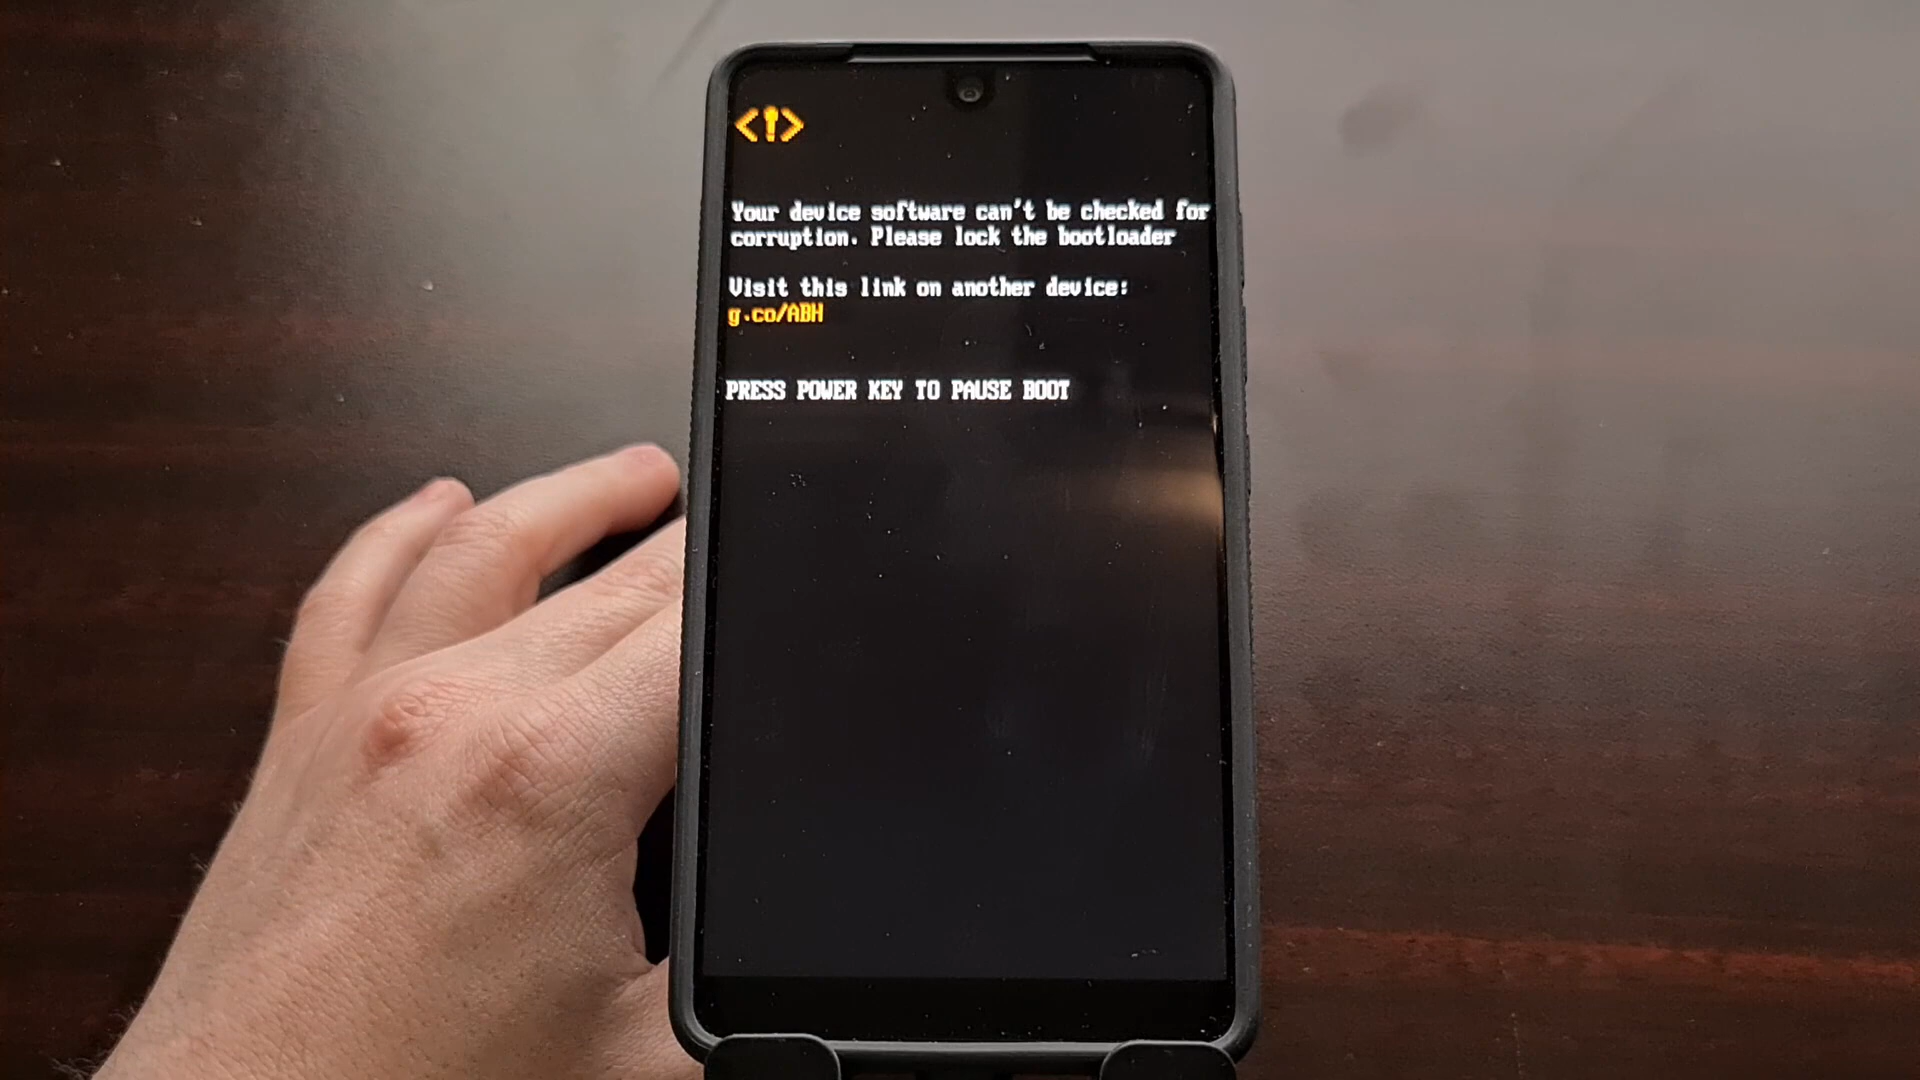 <!>
Your device software can't be checked for
corruption. Please lock the bootloader
Visit this link on another device:
g.co/ABH
PRESS POWER KEY TO PAUSE BOOT